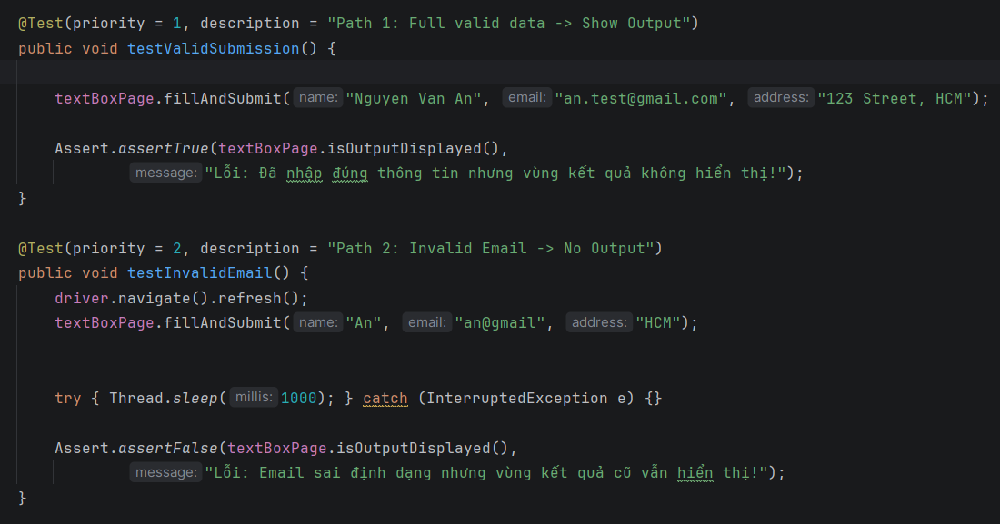 @Test(priority = 1, description = "Path 1: Full valid data -> Show Output")
public void testValidSubmission() {
textBoxPage.fillAndSubmit( name: "Nguyen Van An", email: "an.test@gmail.com", address: "123 Street, HCM");
Assert.assertTrue(textBoxPage.isOutputDisplayed(),
message: "Lỗi: Đã nhập đúng thông tin nhưng vùng kết quả không hiển thị!");
}
@Test(priority = 2, description = "Path 2: Invalid Email -> No Output")
public void testInvalidEmail() {
driver.navigate().refresh();
textBoxPage.fillAndSubmit( name: "An", email: "an@gmail", address: "HCM");
try { Thread.sleep( millis: 1000); } catch (InterruptedException e) {}
Assert.assertFalse(textBoxPage.isOutputDisplayed(),
message: "Lỗi: Email sai định dạng nhưng vùng kết quả cũ vẫn hiển thị!");
}